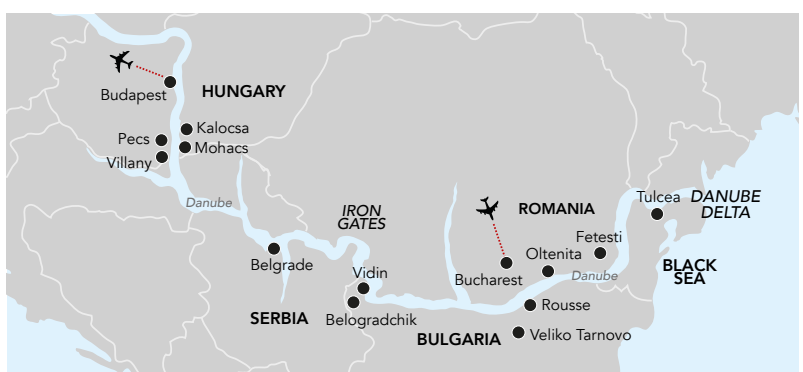 Budapest
HUNGARY
Kalocsa
Pecs
Mohacs
Villany
Danube
Belgrade
IRON
GATES
Vidin
SERBIA
Belogradchik
ROMANIA
Bucharest
Oltenita
Fetesti
Danube
Tulcea
DANUBE
DELTA
BLACK
SEA
Rousse
BULGARIA
Veliko Tarnovo